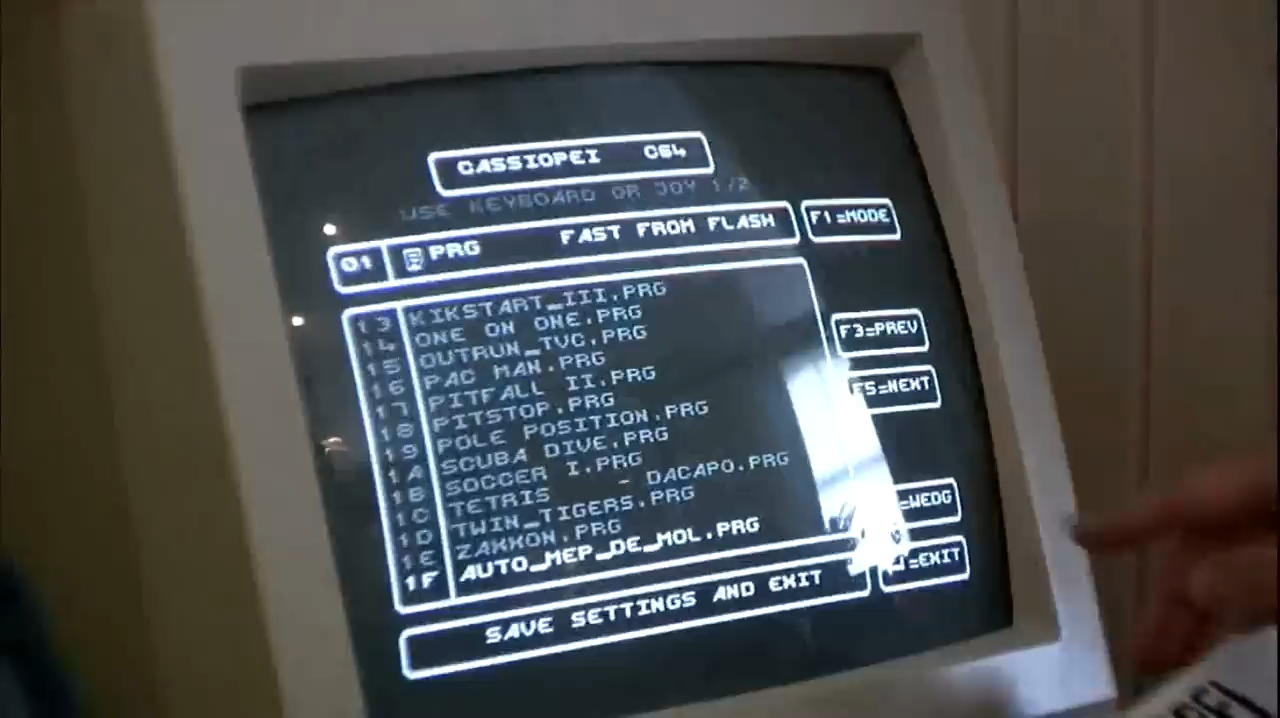 CASSIOPEI C64
USE KEYBOARD OR JOY 1/2
01 PRG FAST FROM FLASH F1=MODE
13 KIKSTART_III.PRG
14 ONE ON ONE.PRG
15 OUTRUN_TVC.PRG
16 PAC MAN.PRG
17 PITFALL II.PRG
18 PITSTOP.PRG
19 POLE POSITION.PRG
1A SCUBA DIVE.PRG
1B SOCCER I.PRG
1C TETRIS - DACAPO.PRG
1D TWIN_TIGERS.PRG
1E ZAXXON.PRG
1F AUTO_MEP_DE_MOL.PRG
F3=PREV
F5=NEXT
=WEDG
=EXIT
SAVE SETTINGS AND EXIT